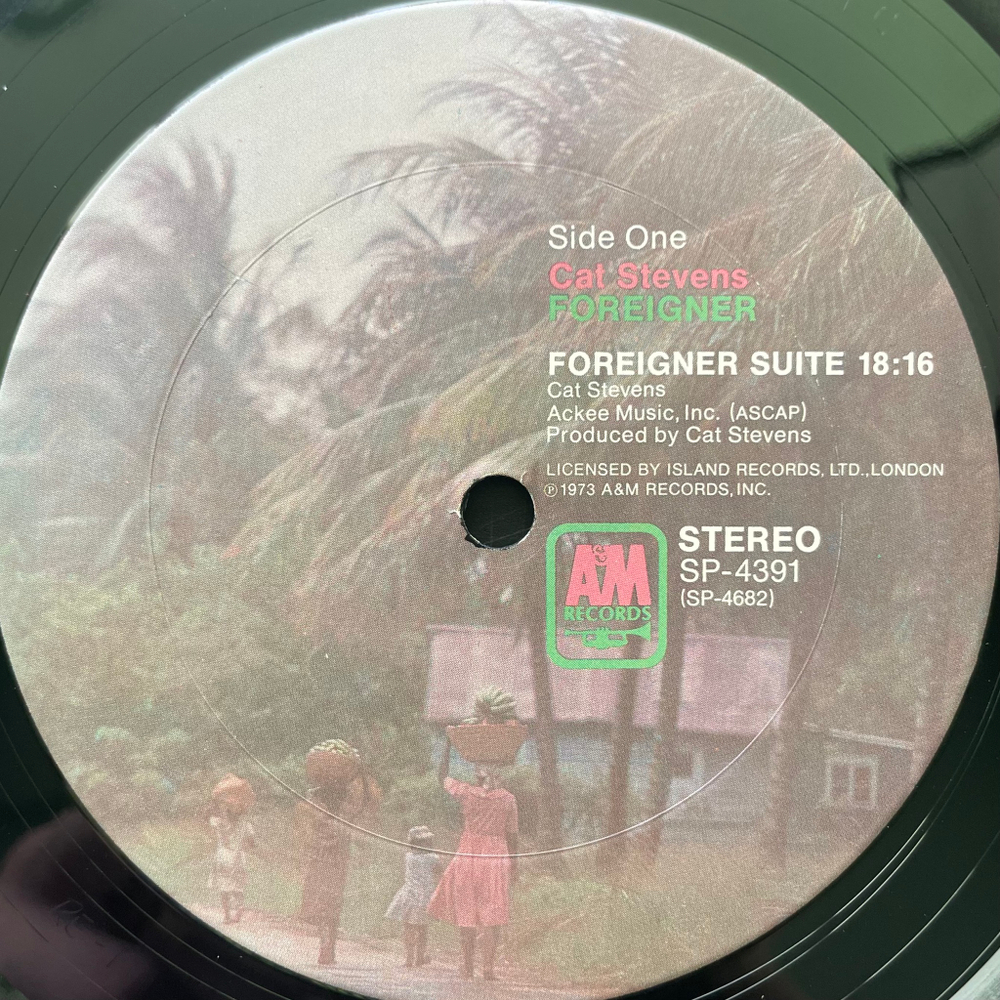 Side One
Cat Stevens
FOREIGNER
FOREIGNER SUITE 18:16
Cat Stevens
Ackee Music, Inc. (ASCAP)
Produced by Cat Stevens
LICENSED BY ISLAND RECORDS, LTD., LONDON
℗ 1973 A&M RECORDS, INC.
A&M
RECORDS
STEREO
SP-4391
(SP-4682)